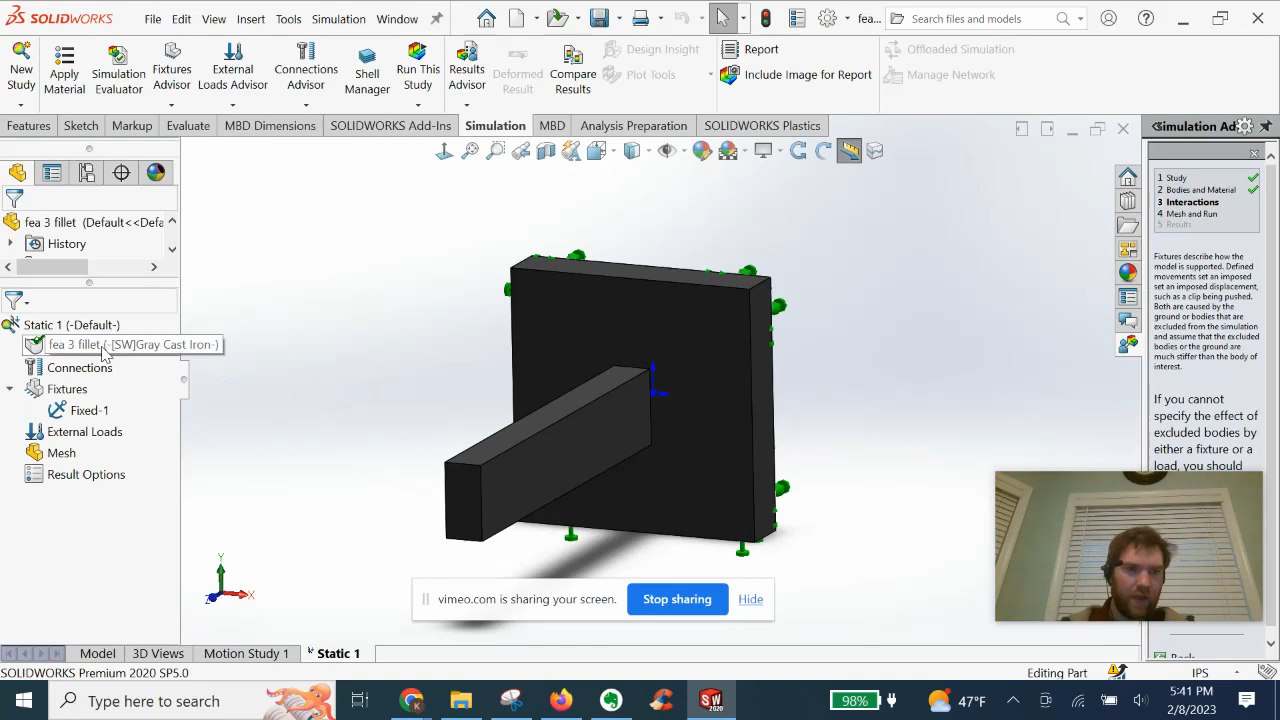 SOLIDWORKS File Edit View Insert Tools Simulation Window fea... Search files and models
New Study
Apply Material
Simulation Evaluator
Fixtures Advisor
External Loads Advisor
Connections Advisor
Shell Manager
Run This Study
Results Advisor
Deformed Result
Compare Results
Design Insight
Plot Tools
Report
Include Image for Report
Offloaded Simulation
Manage Network
Features Sketch Markup Evaluate MBD Dimensions SOLIDWORKS Add-Ins Simulation MBD Analysis Preparation SOLIDWORKS Plastics
Simulation Ad
fea 3 fillet (Default<<Defa
History
Static 1 (-Default-)
fea 3 fillet (-[SW]Gray Cast Iron-)
Connections
Fixtures
Fixed-1
External Loads
Mesh
Result Options
1 Study
2 Bodies and Material
3 Interactions
4 Mesh and Run
5 Results
Fixtures describe how the
model is supported. Defined
movements set an imposed
set an imposed displacement,
such as a clip being pushed.
Both are caused by the
ground or bodies that are
excluded from the simulation
and assume that the excluded
bodies or the ground are
much stiffer than the body of
interest.
If you cannot
specify the effect of
excluded bodies by
either a fixture or a
load, you should
Back
Y
X
Z
vimeo.com is sharing your screen. Stop sharing Hide
Model 3D Views Motion Study 1 Static 1
SOLIDWORKS Premium 2020 SP5.0 Editing Part IPS
Type here to search
SW
2020
98%
47°F
5:41 PM
2/8/2023